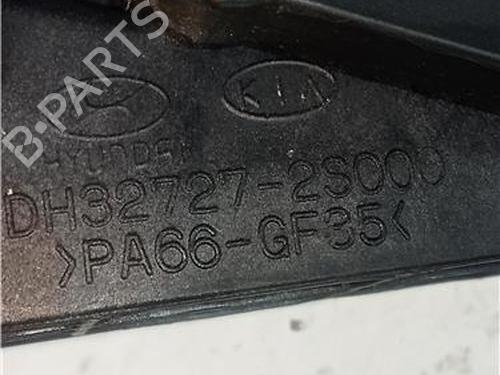 B-PARTS
KIA
HYUNDAI
DH32727-2S000
>PA66-GF35<